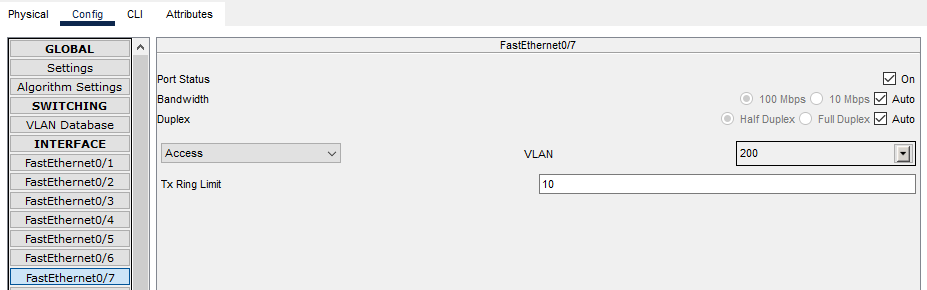 Physical Config CLI Attributes
GLOBAL
Settings
Algorithm Settings
SWITCHING
VLAN Database
INTERFACE
FastEthernet0/1
FastEthernet0/2
FastEthernet0/3
FastEthernet0/4
FastEthernet0/5
FastEthernet0/6
FastEthernet0/7
FastEthernet0/7
Port Status On
Bandwidth 100 Mbps 10 Mbps Auto
Duplex Half Duplex Full Duplex Auto
Access VLAN 200
Tx Ring Limit 10